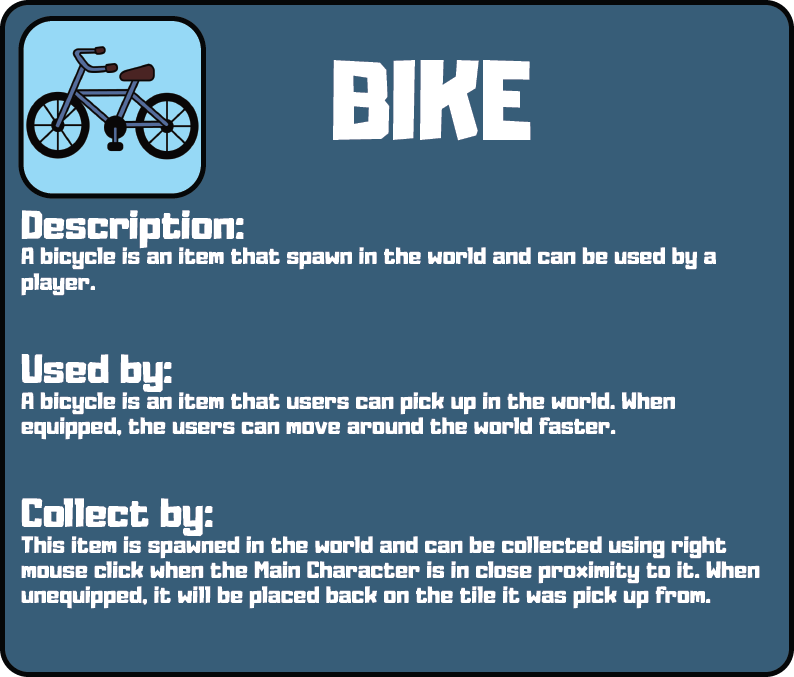 BIKE
Description:
A bicycle is an item that spawn in the world and can be used by a
player.
Used by:
A bicycle is an item that users can pick up in the world. When
equipped, the users can move around the world faster.
Collect by:
This item is spawned in the world and can be collected using right
mouse click when the Main Character is in close proximity to it. When
unequipped, it will be placed back on the tile it was pick up from.